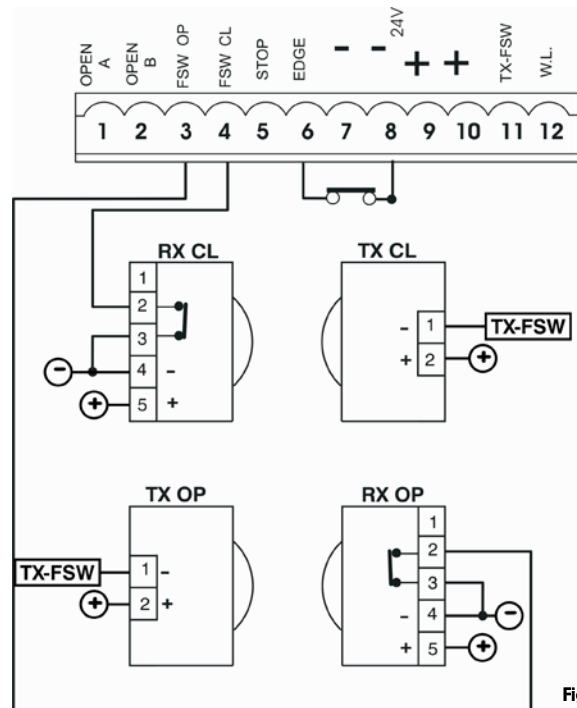 OPEN A
OPEN B
FSW OP
FSW CL
STOP
EDGE
-
-
24V
+
+
TX-FSW
W.L.
1 2 3 4 5 6 7 8 9 10 11 12
RX CL
1
2
3
4 -
5 +
-
+
TX CL
- 1 TX-FSW
+ 2 +
TX OP
TX-FSW 1 -
+ 2 +
RX OP
1
2
3
- 4 -
+ 5 +